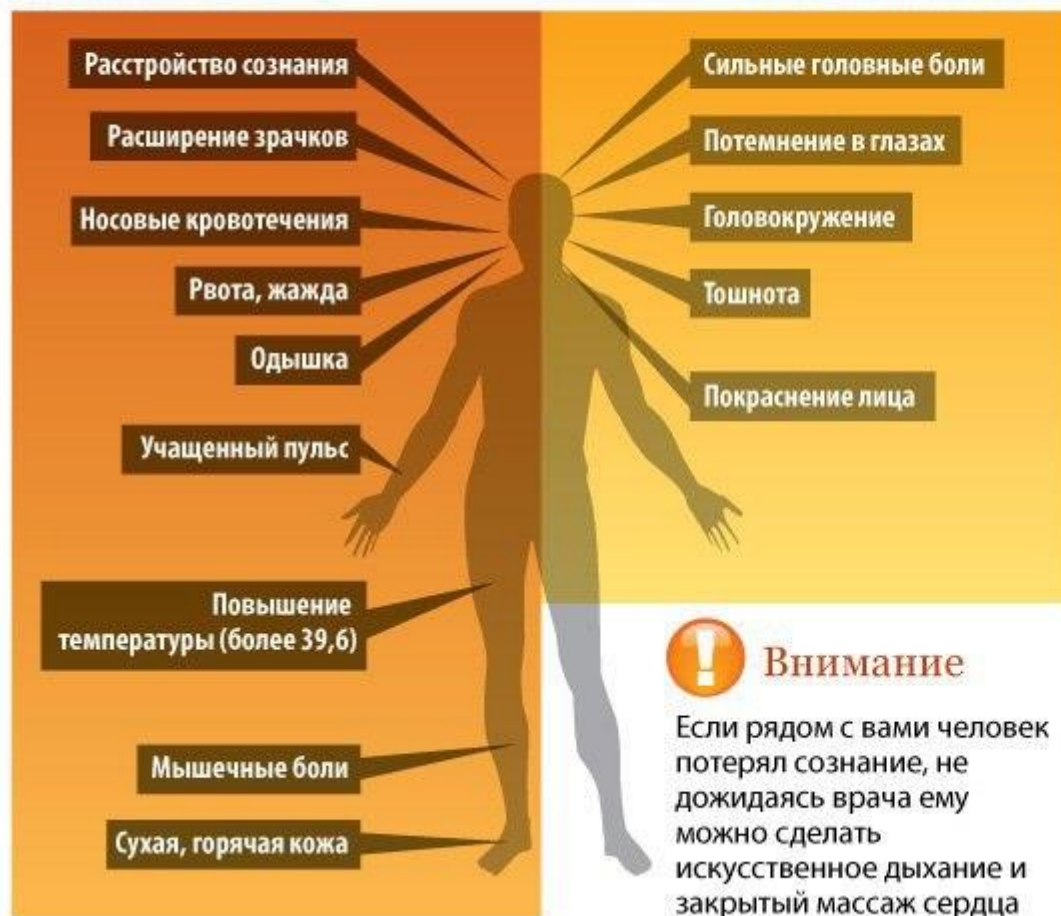 Расстройство сознания
Расширение зрачков
Носовые кровотечения
Рвота, жажда
Одышка
Учащенный пульс
Повышение
температуры (более 39,6)
Мышечные боли
Сухая, горячая кожа
Сильные головные боли
Потемнение в глазах
Головокружение
Тошнота
Покраснение лица
! Внимание
Если рядом с вами человек
потерял сознание, не
дожидаясь врача ему
можно сделать
искусственное дыхание и
закрытый массаж сердца